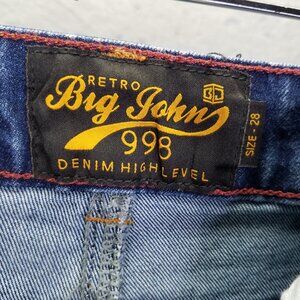 RETRO
Big John
998
DENIM HIGH LEVEL
SIZE - 28